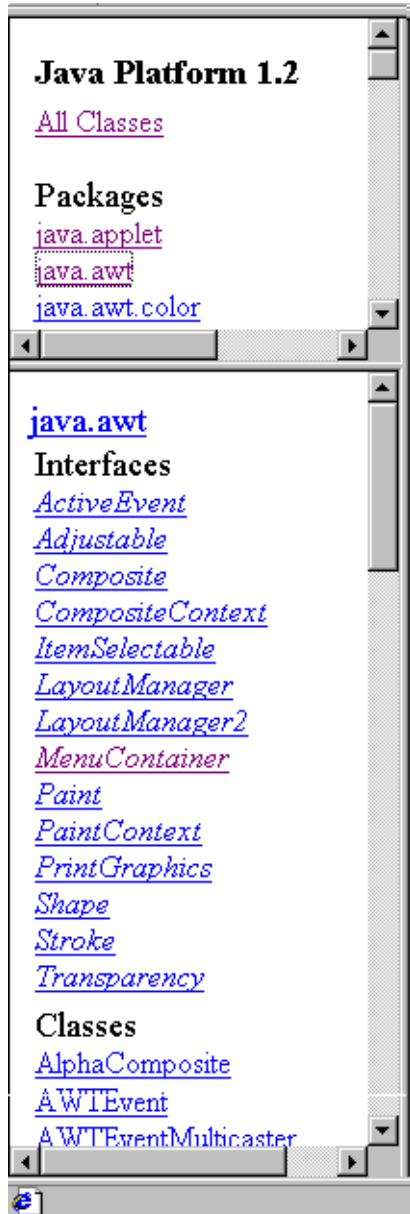 Java Platform 1.2
All Classes
Packages
java.applet
java.awt
java.awt.color
java.awt
Interfaces
ActiveEvent
Adjustable
Composite
CompositeContext
ItemSelectable
LayoutManager
LayoutManager2
MenuContainer
Paint
PaintContext
PrintGraphics
Shape
Stroke
Transparency
Classes
AlphaComposite
AWTEvent
AWTEventMulticaster